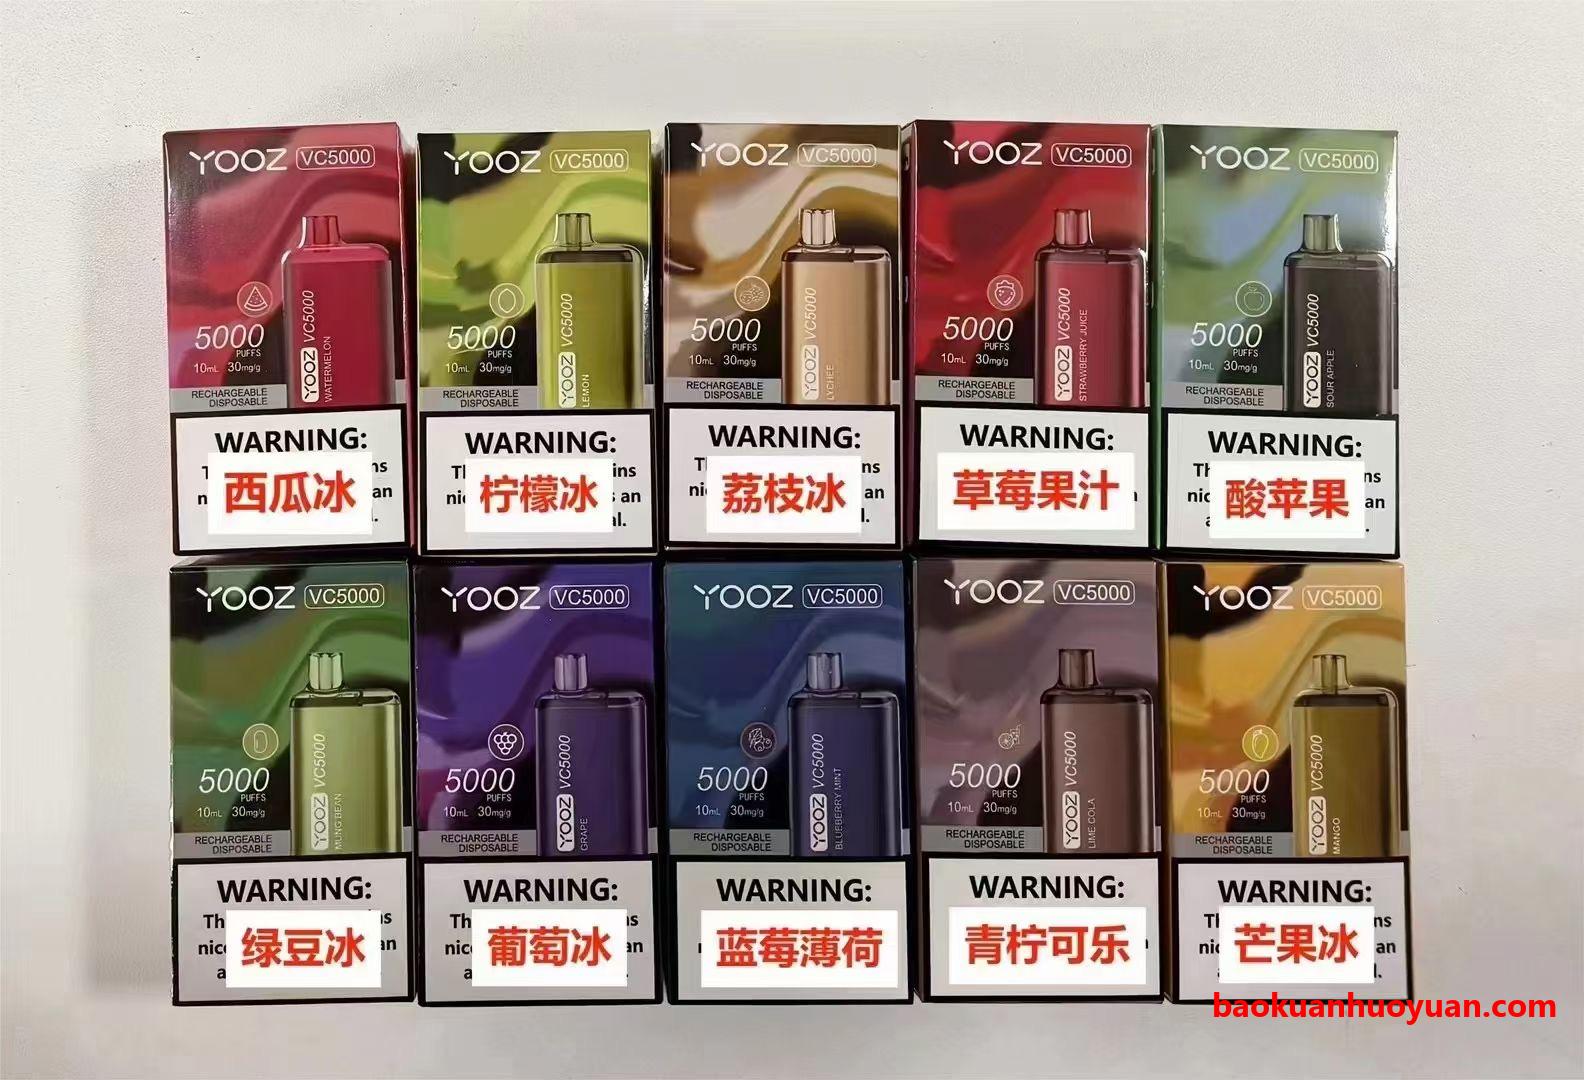 YOOZ VC5000
5000
PUFFS
10mL 30mg/g
YOOZ VC5000
WATERMELON
RECHARGEABLE
DISPOSABLE
WARNING:
西瓜冰
YOOZ VC5000
5000
PUFFS
10mL 30mg/g
YOOZ VC5000
LEMON
RECHARGEABLE
DISPOSABLE
WARNING:
an
柠檬冰
YOOZ VC5000
5000
PUFFS
10mL 30mg/g
YOOZ VC5000
LYCHEE
RECHARGEABLE
DISPOSABLE
WARNING:
an
荔枝冰
YOOZ VC5000
5000
PUFFS
10mL 30mg/g
YOOZ VC5000
STRAWBERRY JUICE
RECHARGEABLE
DISPOSABLE
WARNING:
草莓果汁
YOOZ VC5000
5000
PUFFS
10mL 30mg/g
YOOZ VC5000
SOUR APPLE
RECHARGEABLE
DISPOSABLE
WARNING:
an
酸苹果
YOOZ VC5000
5000
PUFFS
10mL 30mg/g
YOOZ VC5000
MUNG BEAN
RECHARGEABLE
DISPOSABLE
WARNING:
an
绿豆冰
YOOZ VC5000
5000
PUFFS
10mL 30mg/g
YOOZ VC5000
GRAPE
RECHARGEABLE
DISPOSABLE
WARNING:
an
葡萄冰
YOOZ VC5000
5000
PUFFS
10mL 30mg/g
YOOZ VC5000
BLUEBERRY MINT
RECHARGEABLE
DISPOSABLE
WARNING:
蓝莓薄荷
YOOZ VC5000
5000
PUFFS
10mL 30mg/g
YOOZ VC5000
LIME COLA
RECHARGEABLE
DISPOSABLE
WARNING:
青柠可乐
YOOZ VC5000
5000
PUFFS
10mL 30mg/g
YOOZ VC5000
MANGO
RECHARGEABLE
DISPOSABLE
WARNING:
an
芒果冰
baokuanhuoyuan.com